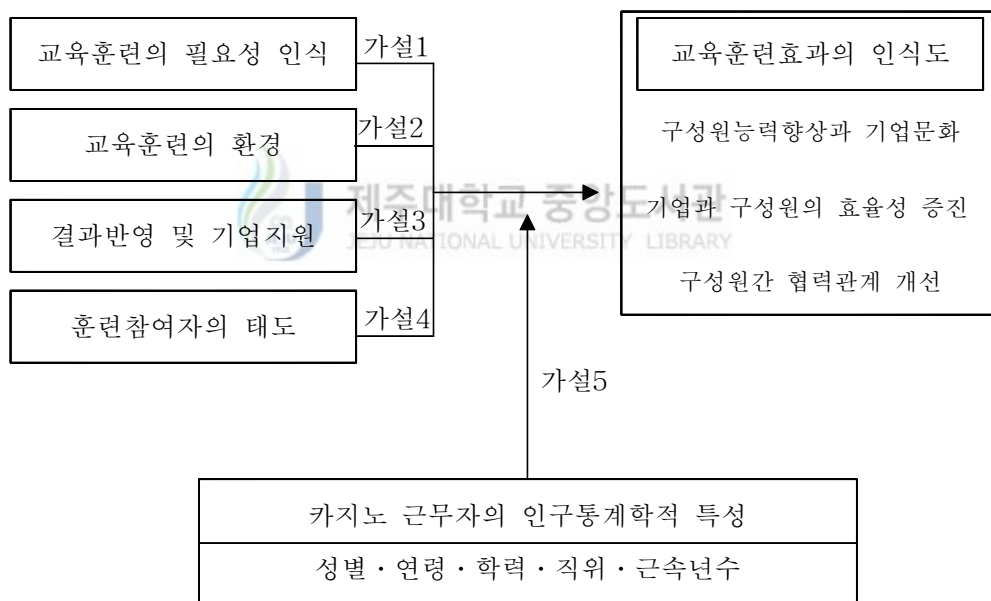 교육훈련의 필요성 인식
가설1
교육훈련의 환경
가설2
결과반영 및 기업지원
가설3
훈련참여자의 태도
가설4
교육훈련효과의 인식도
구성원능력향상과 기업문화
기업과 구성원의 효율성 증진
구성원간 협력관계 개선
제주대학교 중앙도서관
JEJU NATIONAL UNIVERSITY LIBRARY
가설5
카지노 근무자의 인구통계학적 특성
성별·연령·학력·직위·근속년수